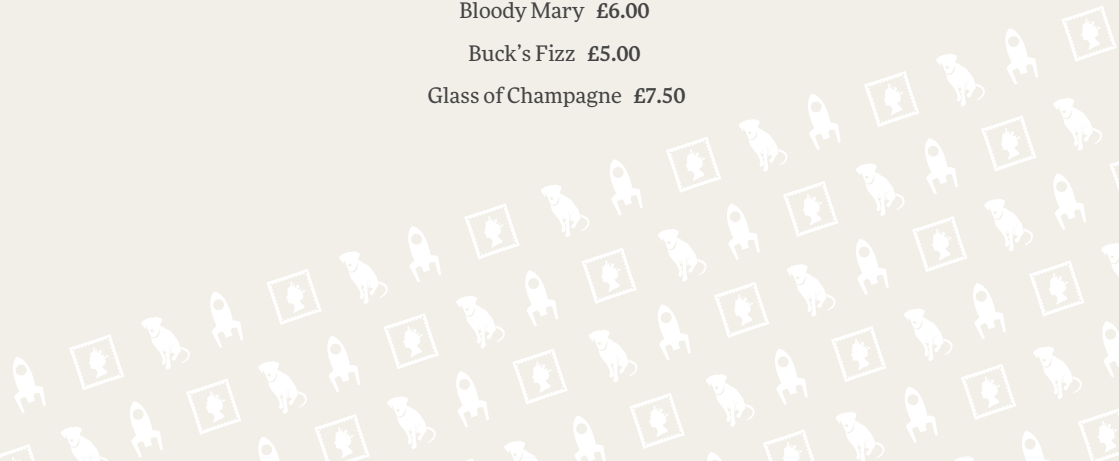 Bloody Mary £6.00
Buck’s Fizz £5.00
Glass of Champagne £7.50